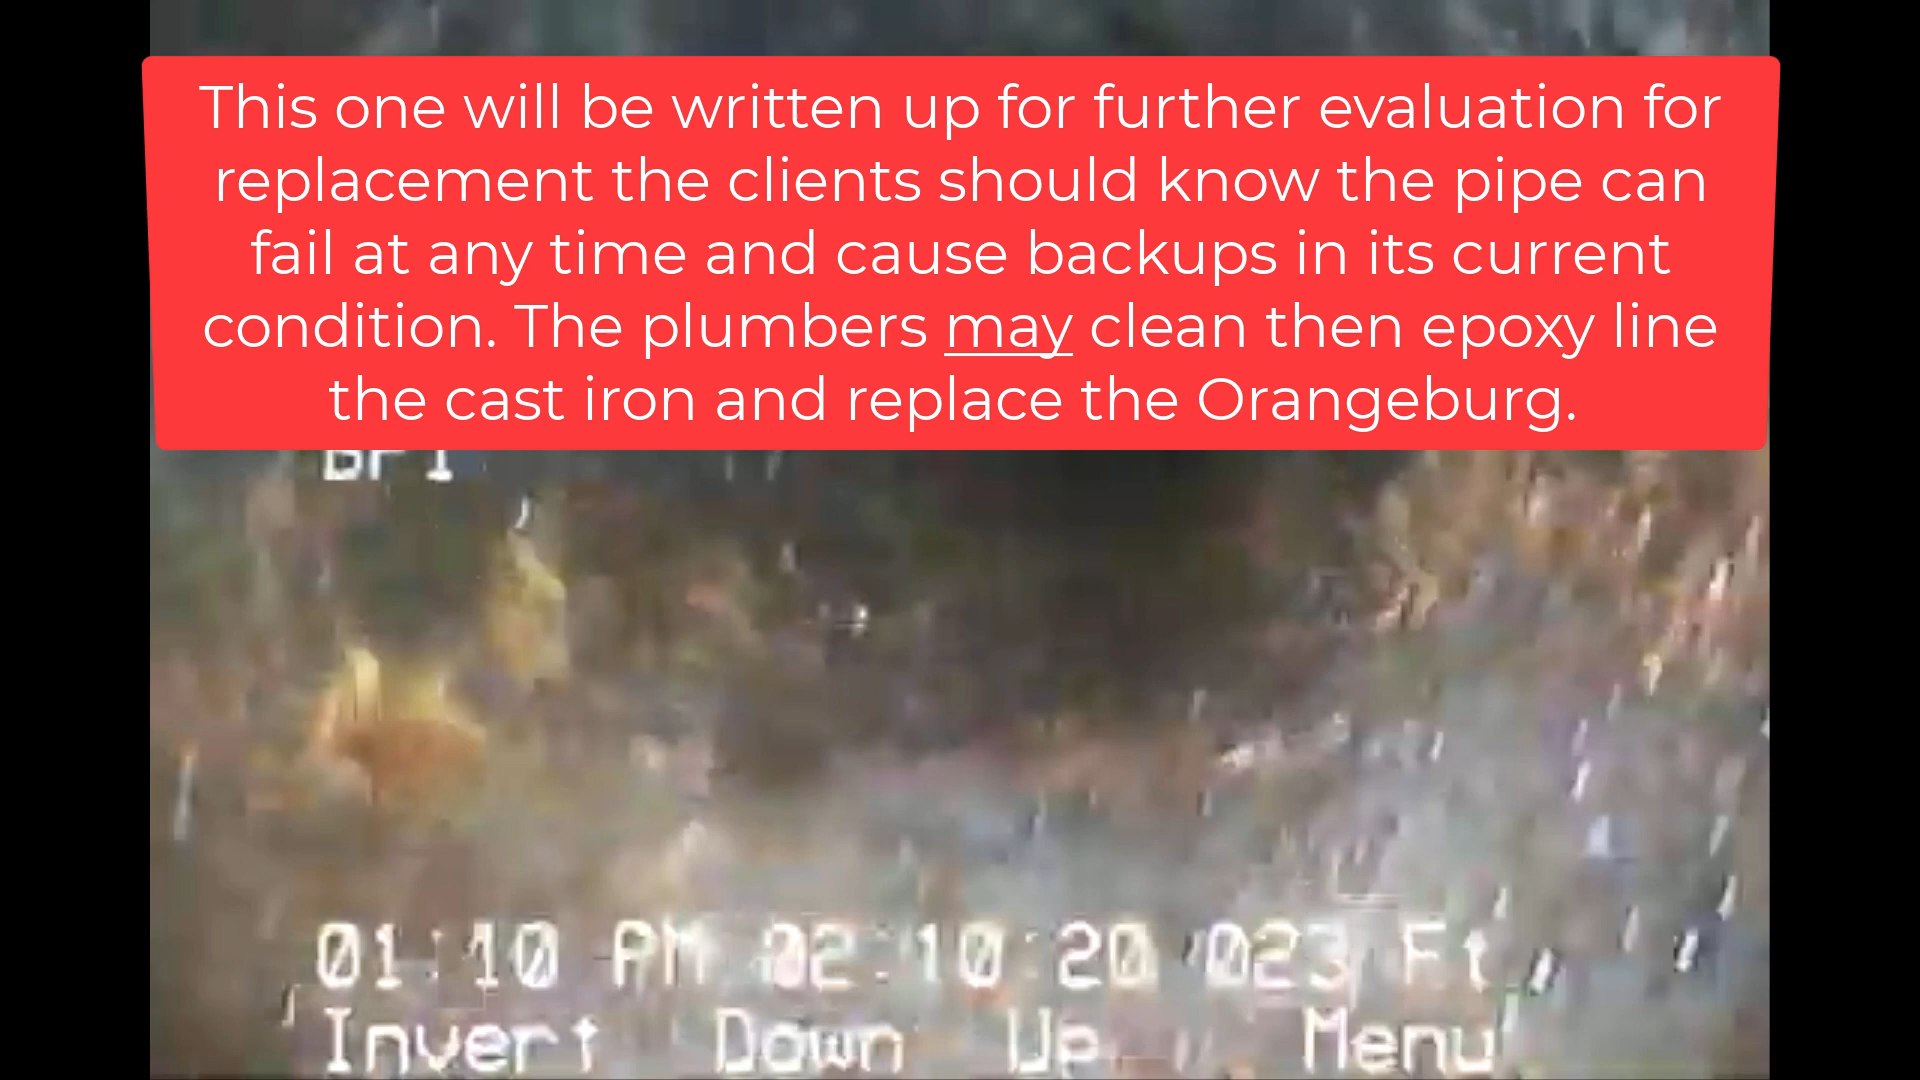 This one will be written up for further evaluation for
replacement the clients should know the pipe can
fail at any time and cause backups in its current
condition. The plumbers may clean then epoxy line
the cast iron and replace the Orangeburg.
01:10 PM 02:10:20 023 Ft
Invert Down Up Menu